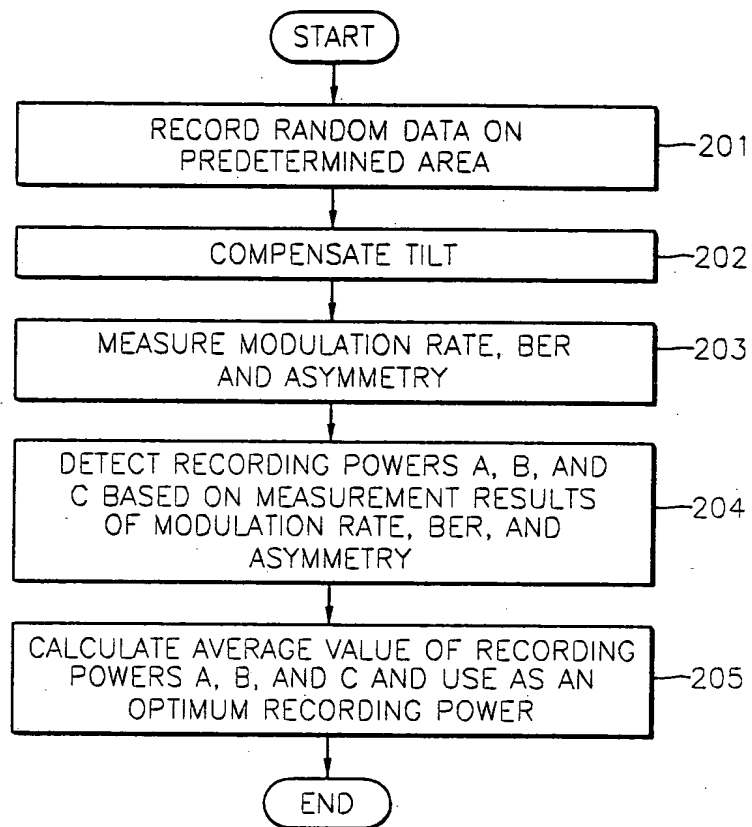 START
RECORD RANDOM DATA ON
PREDETERMINED AREA
201
COMPENSATE TILT
202
MEASURE MODULATION RATE, BER
AND ASYMMETRY
203
DETECT RECORDING POWERS A, B, AND
C BASED ON MEASUREMENT RESULTS
OF MODULATION RATE, BER, AND
ASYMMETRY
204
CALCULATE AVERAGE VALUE OF RECORDING
POWERS A, B, AND C AND USE AS AN
OPTIMUM RECORDING POWER
205
END